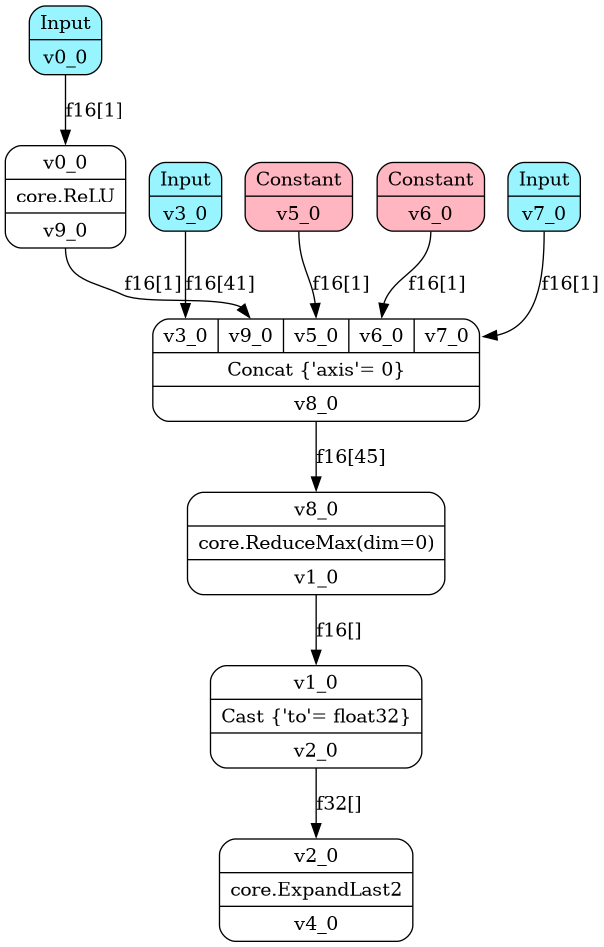 Input
v0_0
f16[1]
v0_0
core.ReLU
v9_0
Input
v3_0
Constant
v5_0
Constant
v6_0
Input
v7_0
f16[1]
f16[41]
f16[1]
f16[1]
f16[1]
v3_0 v9_0 v5_0 v6_0 v7_0
Concat {'axis'= 0}
v8_0
f16[45]
v8_0
core.ReduceMax(dim=0)
v1_0
f16[]
v1_0
Cast {'to'= float32}
v2_0
f32[]
v2_0
core.ExpandLast2
v4_0